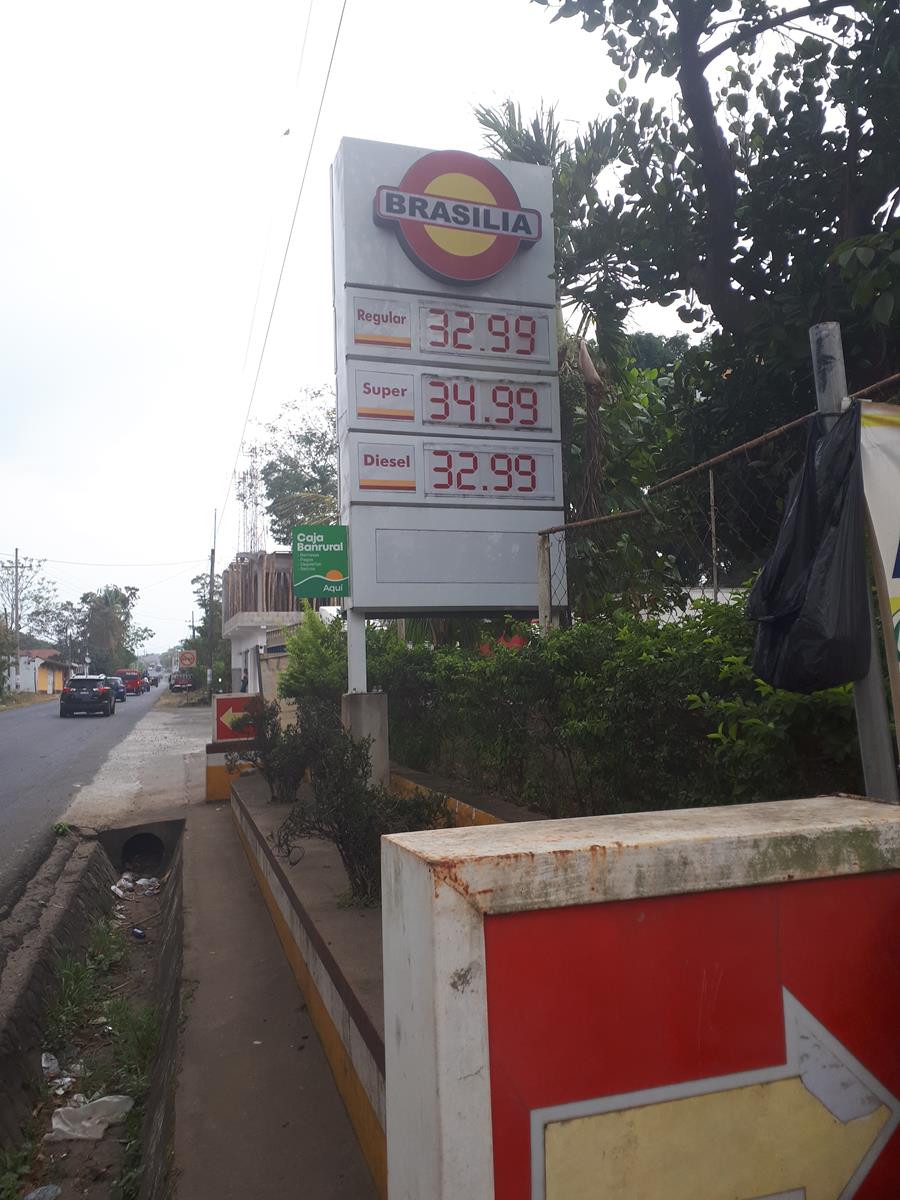 BRASILIA
Regular 32.99
Super 34.99
Diesel 32.99
Caja
Banrural
Aquí